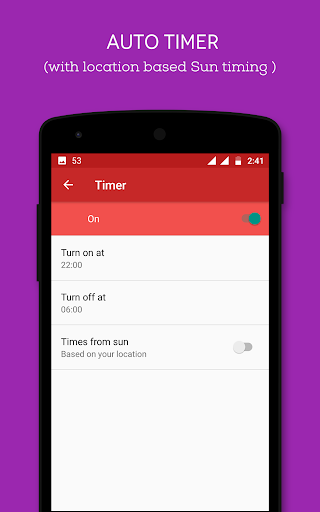 AUTO TIMER
(with location based Sun timing )
53
2:41
Timer
On
Turn on at
22:00
Turn off at
06:00
Times from sun
Based on your location